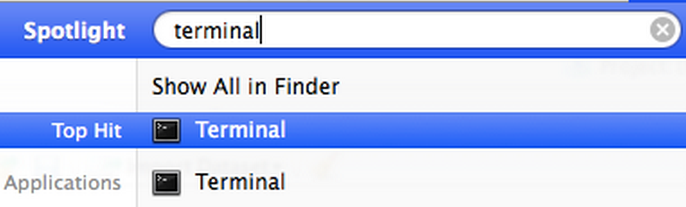 Spotlight terminal
Show All in Finder
Top Hit Terminal
Applications Terminal